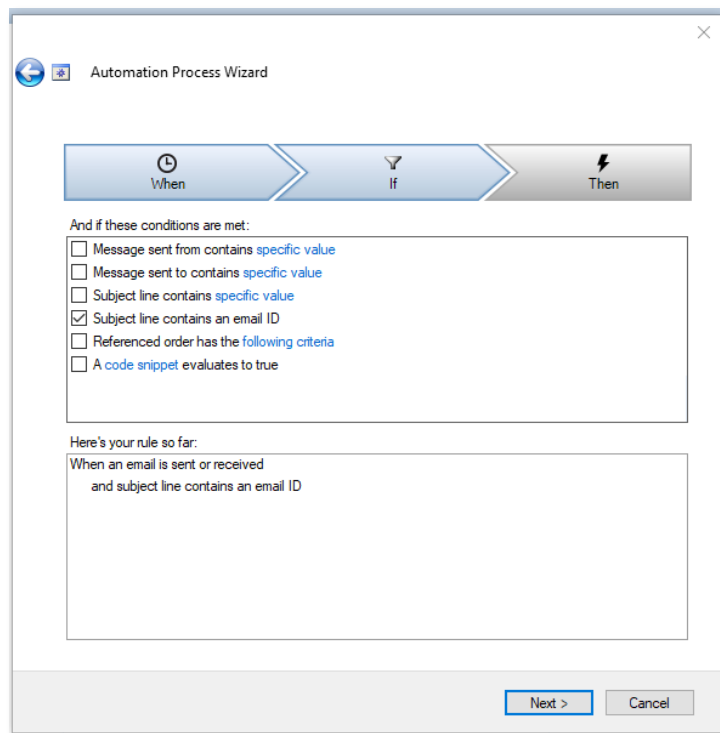 Automation Process Wizard
When
If
Then
And if these conditions are met:
Message sent from contains specific value
Message sent to contains specific value
Subject line contains specific value
Subject line contains an email ID
Referenced order has the following criteria
A code snippet evaluates to true
Here's your rule so far:
When an email is sent or received
and subject line contains an email ID
Next >
Cancel